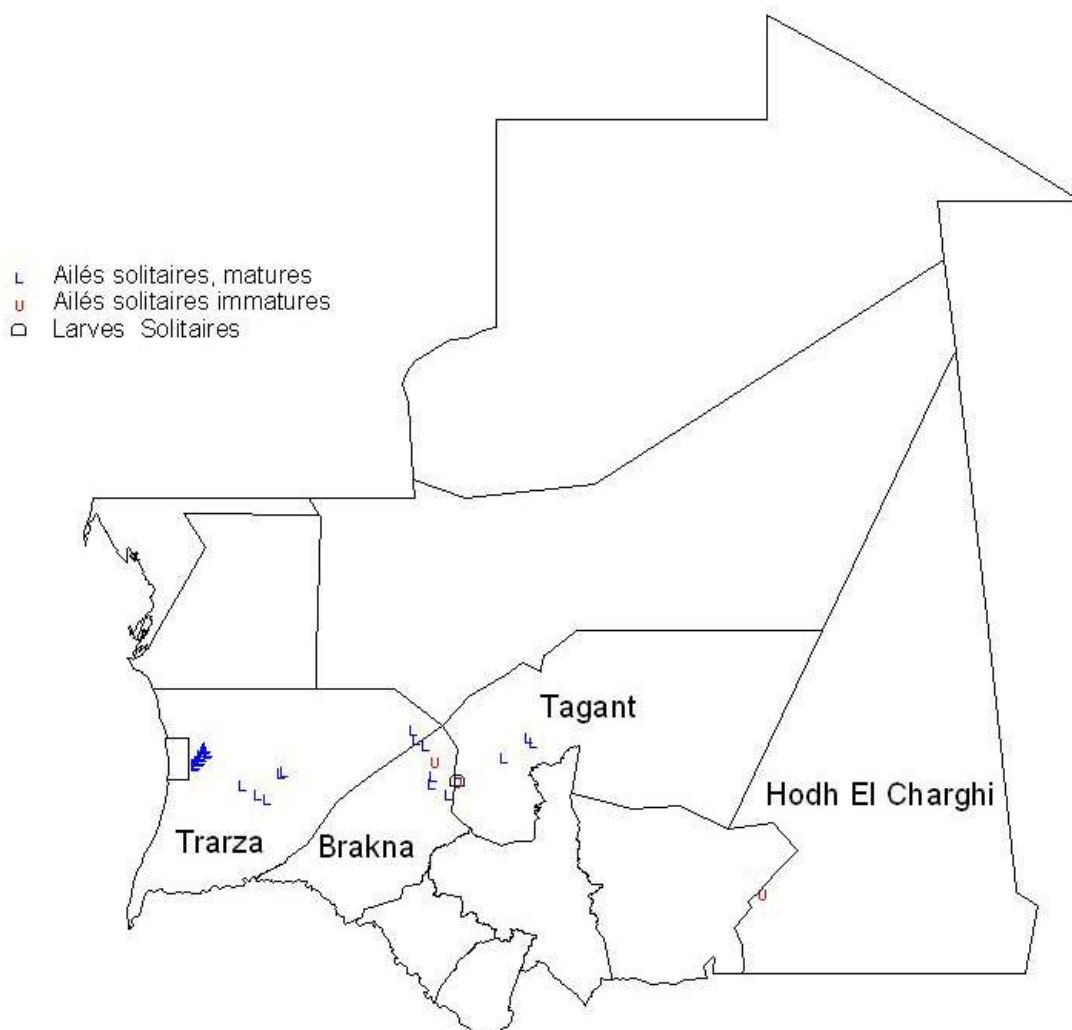 Ailés solitaires, matures
Ailés solitaires immatures
Larves Solitaires
Tagant
Hodh El Charghi
Trarza
Brakna